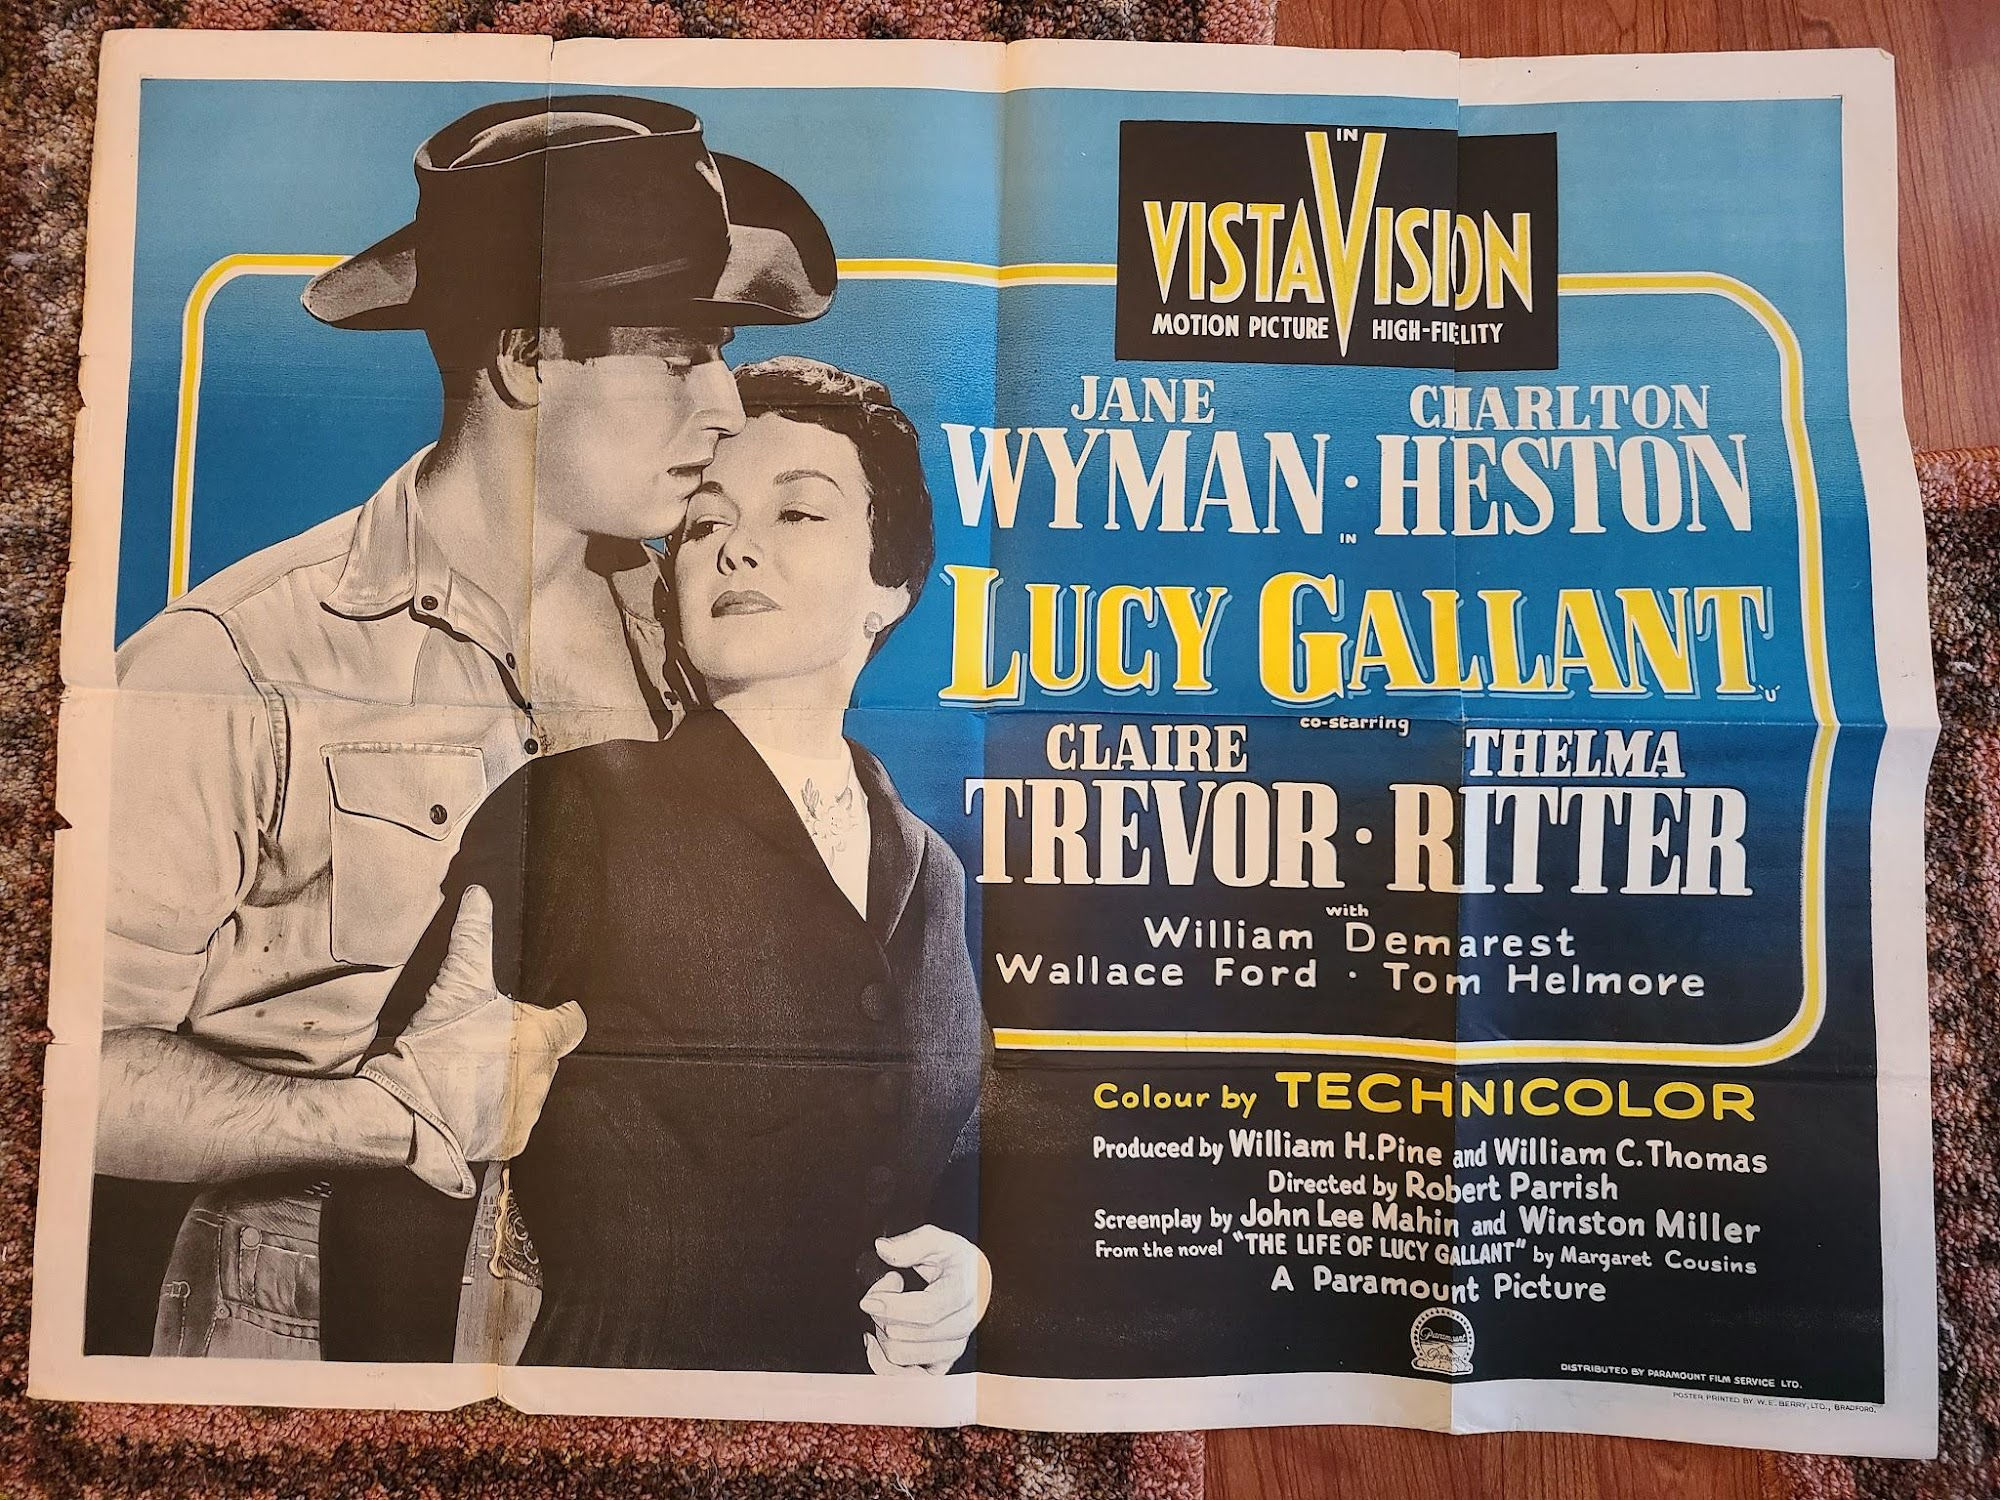 IN
VISTAVISION
MOTION PICTURE HIGH-FIDELITY
JANE CHARLTON
WYMAN · HESTON
IN
LUCY GALLANT 'U'
co-starring
CLAIRE THELMA
TREVOR · RITTER
with
William Demarest
Wallace Ford · Tom Helmore
Colour by TECHNICOLOR
Produced by William H. Pine and William C. Thomas
Directed by Robert Parrish
Screenplay by John Lee Mahin and Winston Miller
From the novel "THE LIFE OF LUCY GALLANT" by Margaret Cousins
A Paramount Picture
Paramount
Pictures
DISTRIBUTED BY PARAMOUNT FILM SERVICE LTD.
POSTER PRINTED BY W. E. BERRY, LTD., BRADFORD.